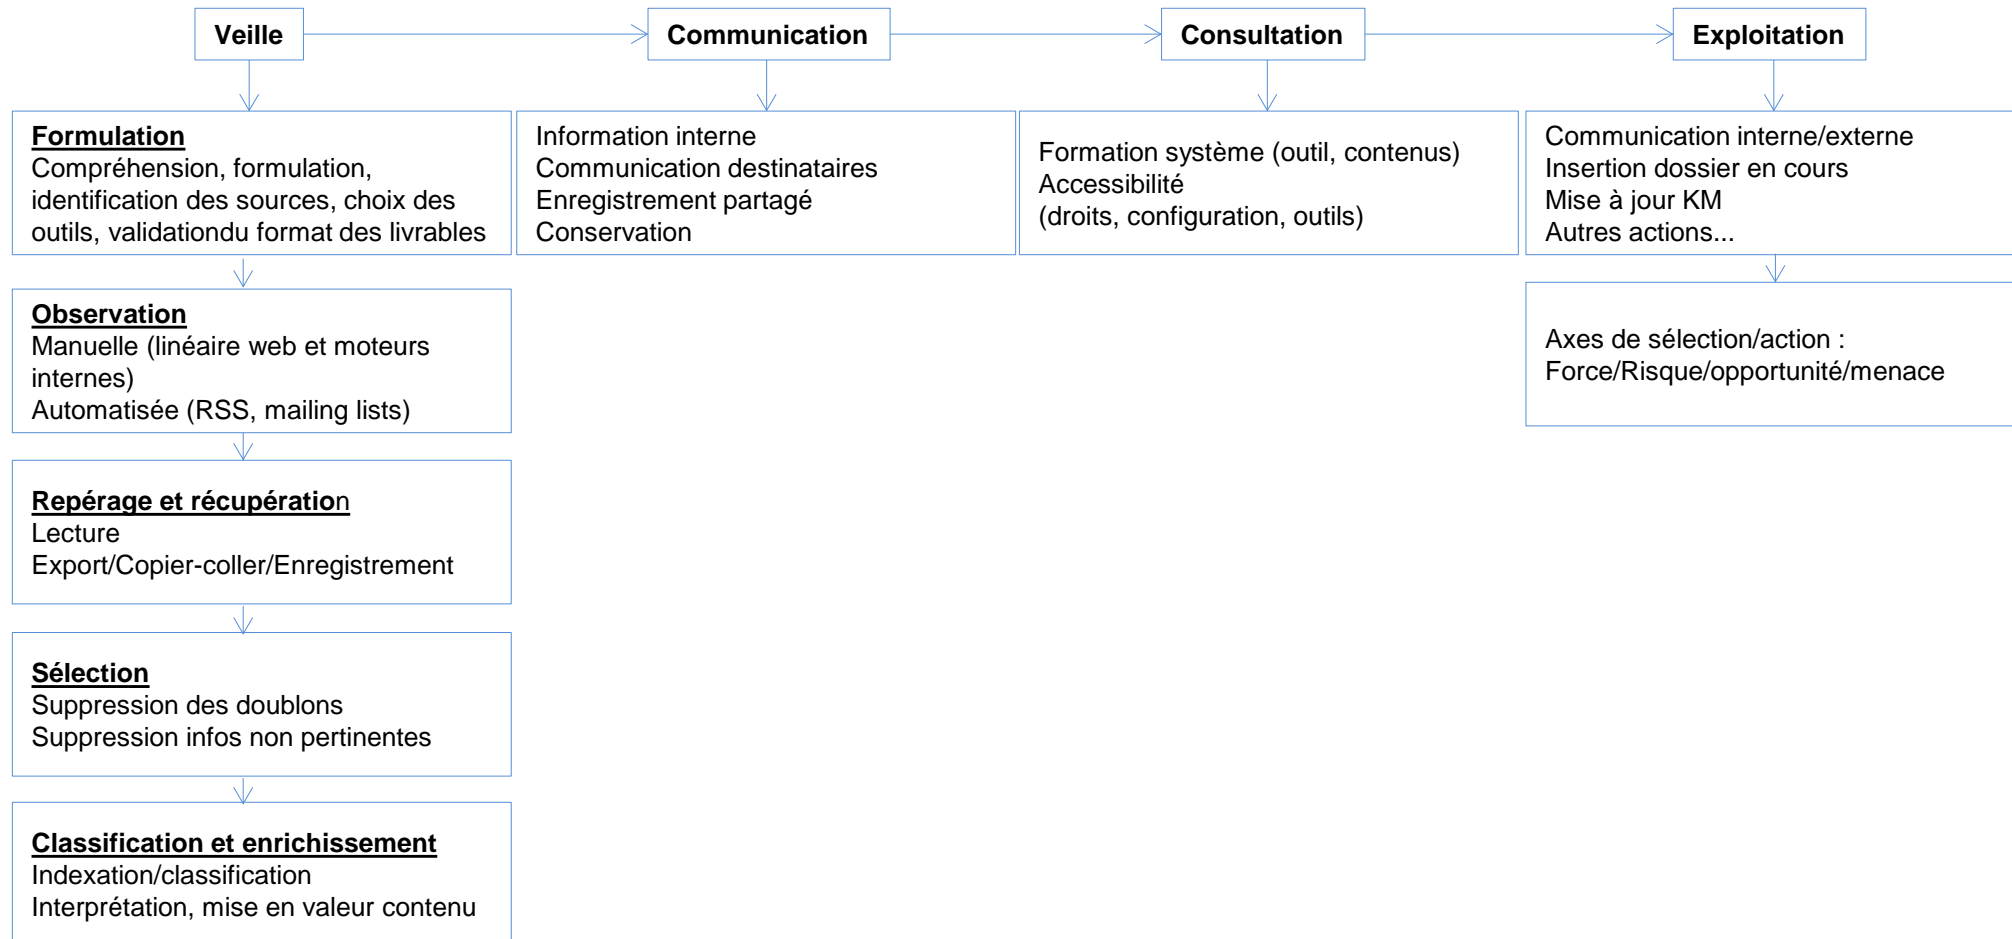 Veille
Communication
Consultation
Exploitation
Formulation
Compréhension, formulation,
identification des sources, choix des
outils, validationdu format des livrables
Information interne
Communication destinataires
Enregistrement partagé
Conservation
Formation système (outil, contenus)
Accessibilité
(droits, configuration, outils)
Communication interne/externe
Insertion dossier en cours
Mise à jour KM
Autres actions...
Observation
Manuelle (linéaire web et moteurs
internes)
Automatisée (RSS, mailing lists)
Axes de sélection/action :
Force/Risque/opportunité/menace
Repérage et récupération
Lecture
Export/Copier-coller/Enregistrement
Sélection
Suppression des doublons
Suppression infos non pertinentes
Classification et enrichissement
Indexation/classification
Interprétation, mise en valeur contenu